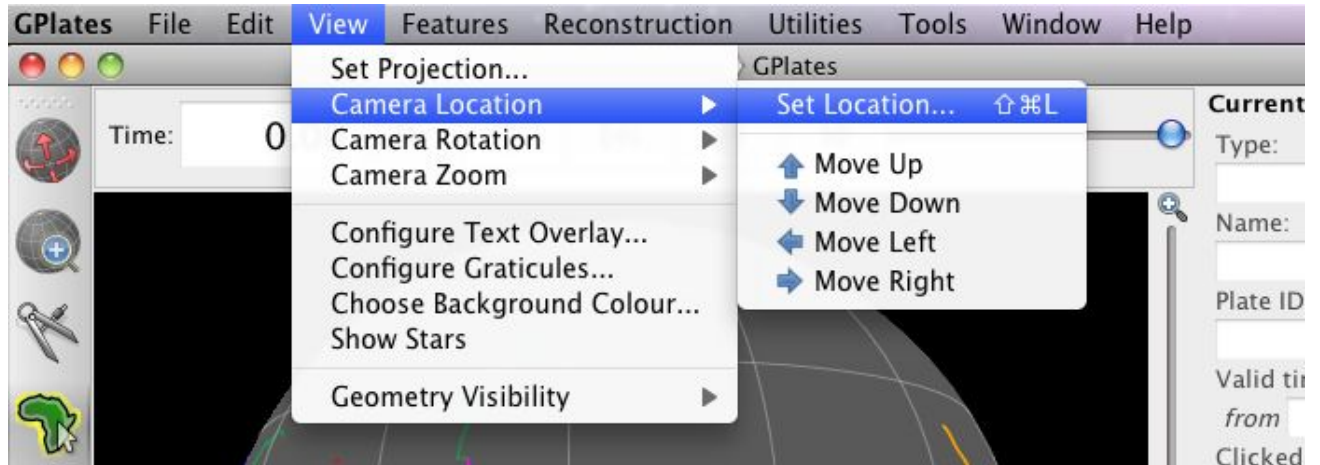 GPlates File Edit View Features Reconstruction Utilities Tools Window Help
GPlates
Set Projection...
Camera Location
Camera Rotation
Camera Zoom
Configure Text Overlay...
Configure Graticules...
Choose Background Colour...
Show Stars
Geometry Visibility
Set Location... ⇧⌘L
Move Up
Move Down
Move Left
Move Right
Time: 0
Current
Type:
Name:
Plate ID
Valid
from
Clicked